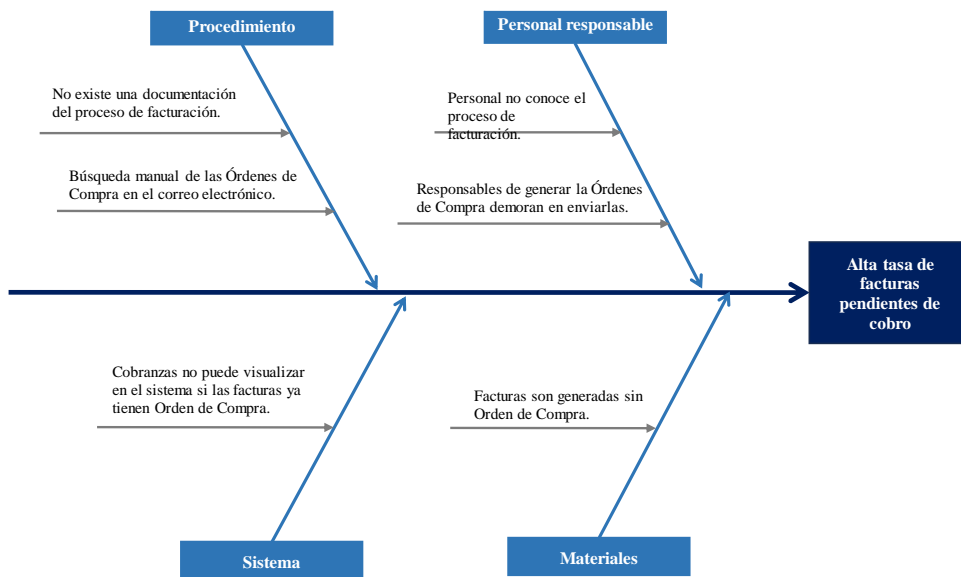 Procedimiento
Personal responsable
No existe una documentación
del proceso de facturación.
Personal no conoce el
proceso de
facturación.
Búsqueda manual de las Órdenes de
Compra en el correo electrónico.
Responsables de generar la Órdenes
de Compra demoran en enviarlas.
Alta tasa de
facturas
pendientes de
cobro
Cobranzas no puede visualizar
en el sistema si las facturas ya
tienen Orden de Compra.
Facturas son generadas sin
Orden de Compra.
Sistema
Materiales